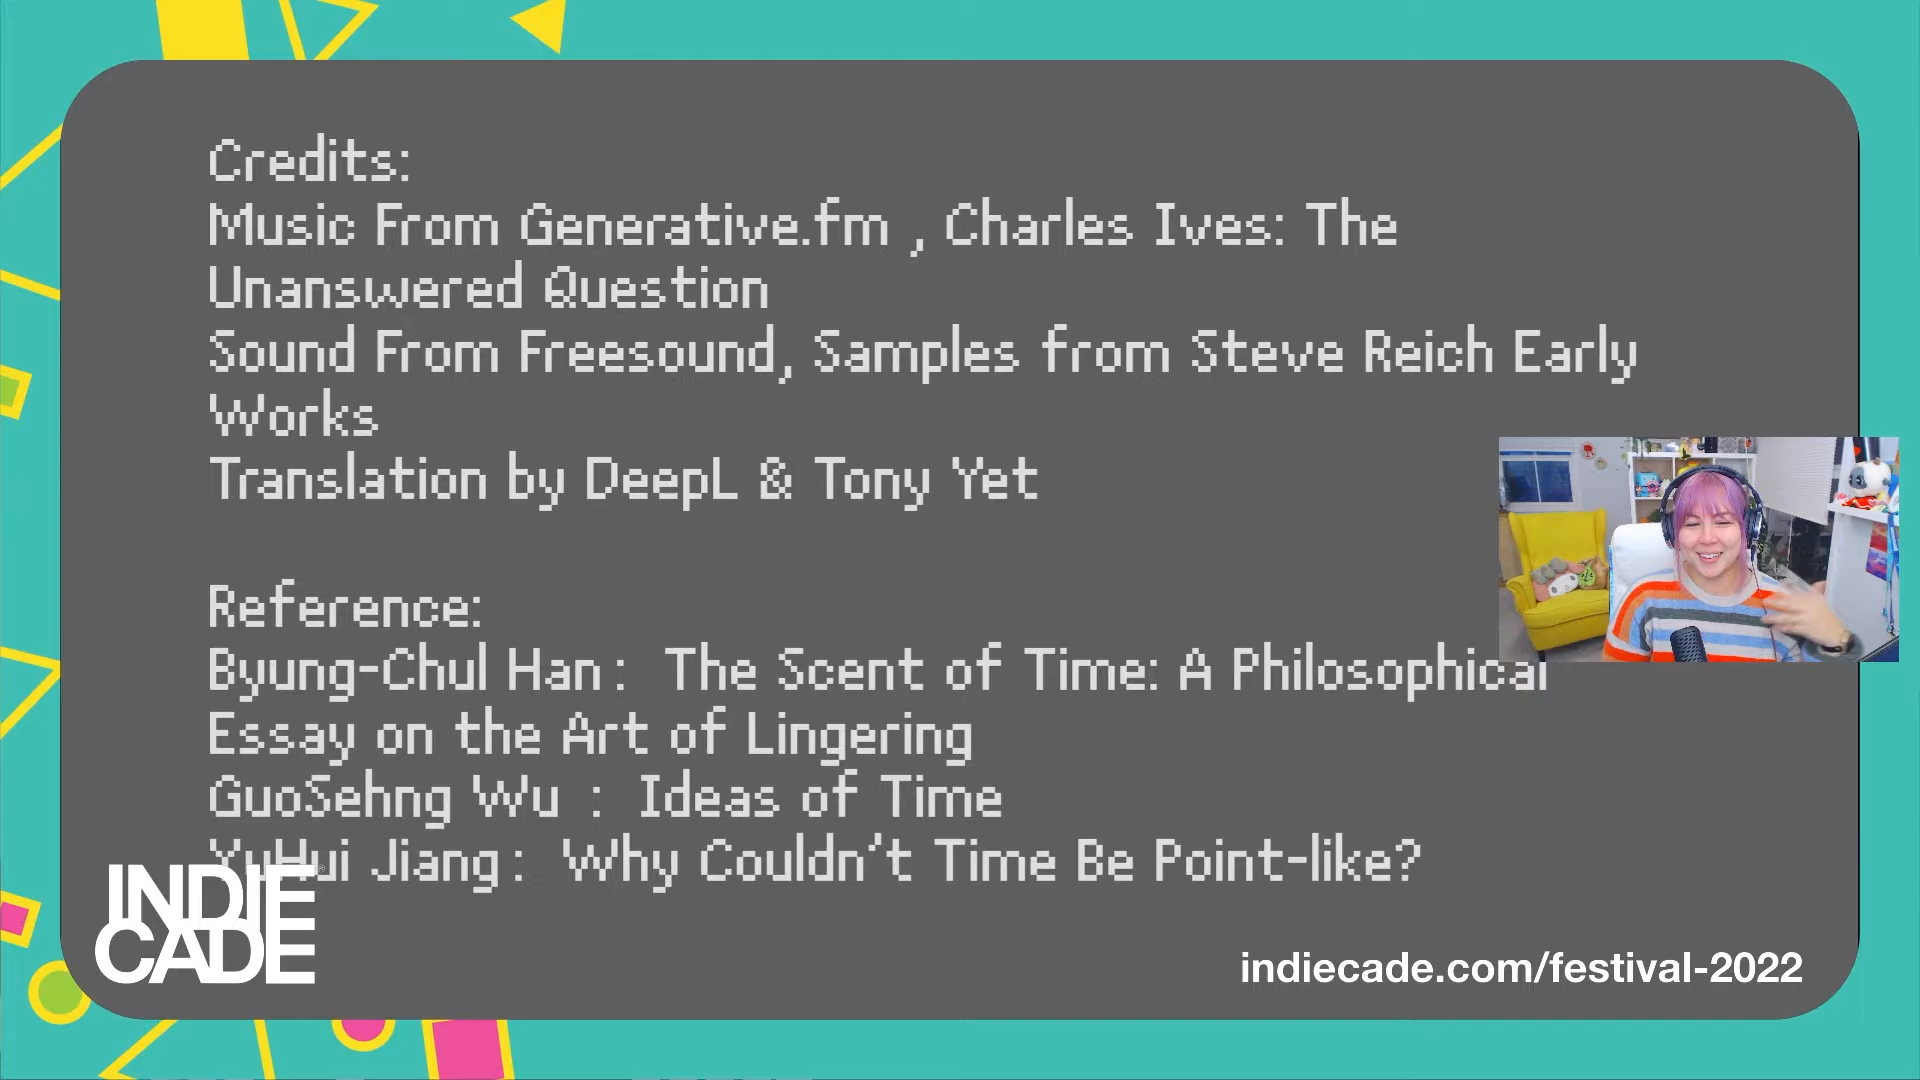 Credits:
Music From Generative.fm , Charles Ives: The
Unanswered Question
Sound From Freesound, Samples from Steve Reich Early
Works
Translation by DeepL & Tony Yet
Reference:
Byung-Chul Han : The Scent of Time: A Philosophical
Essay on the Art of Lingering
GuoSehng Wu : Ideas of Time
YuHui Jiang : Why Couldn't Time Be Point-like?
INDIE
CADE
indiecade.com/festival-2022